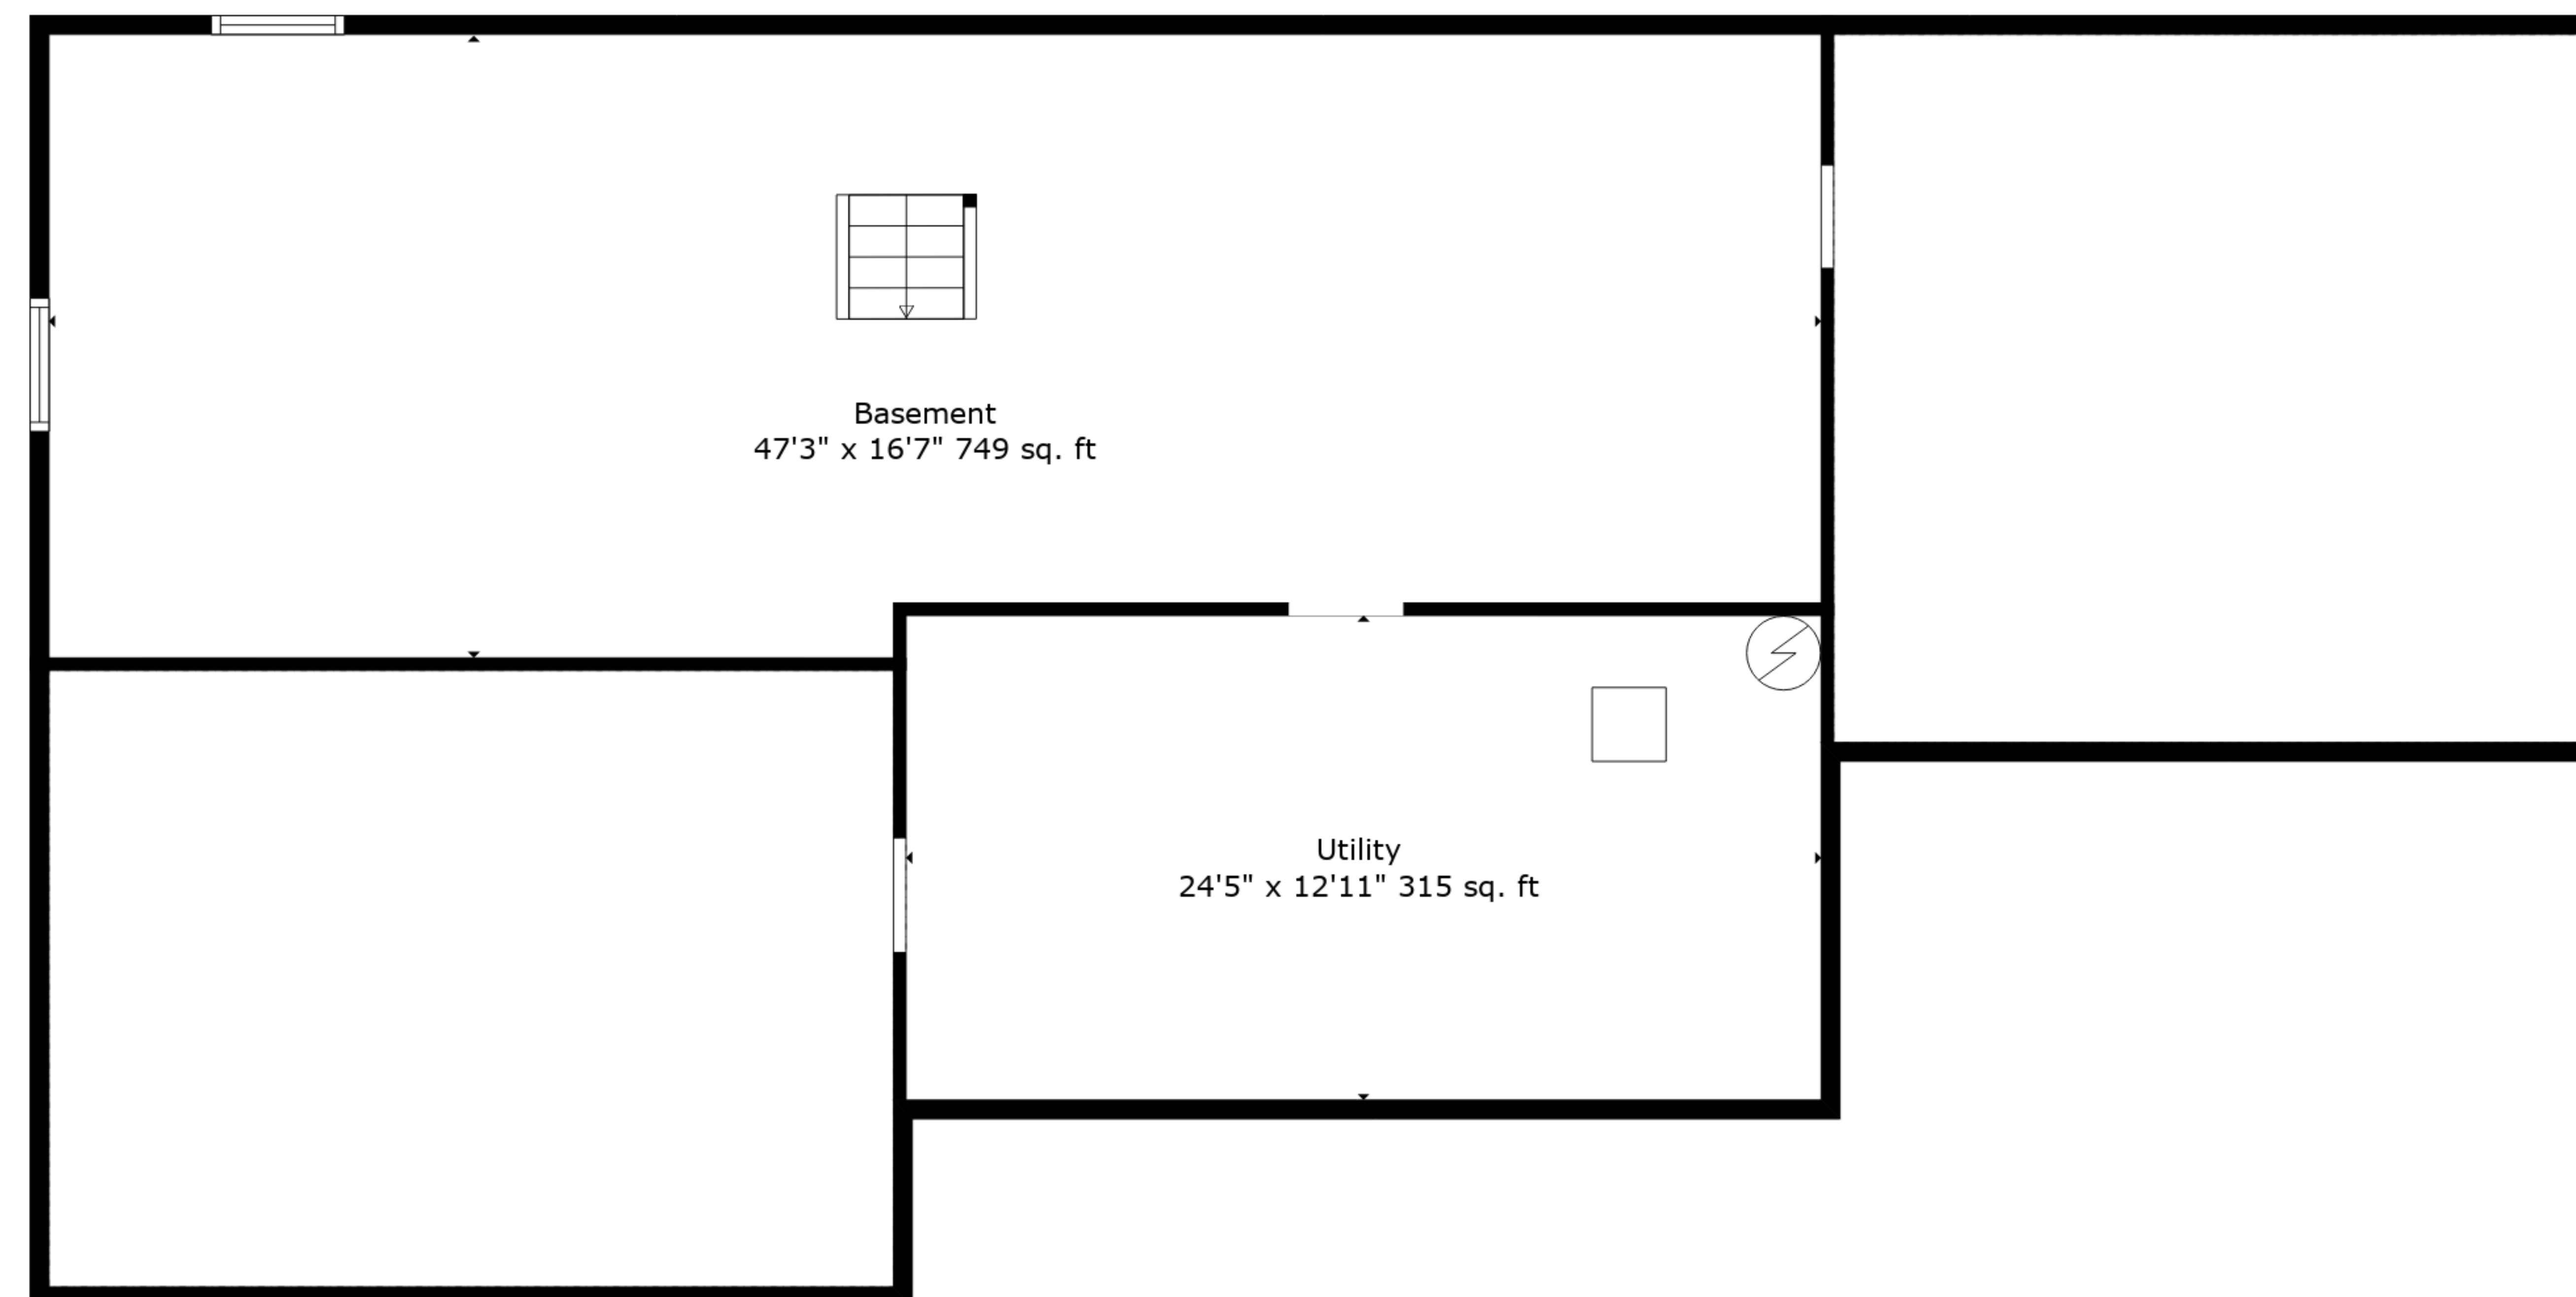 Basement
47'3" x 16'7" 749 sq. ft
Utility
24'5" x 12'11" 315 sq. ft